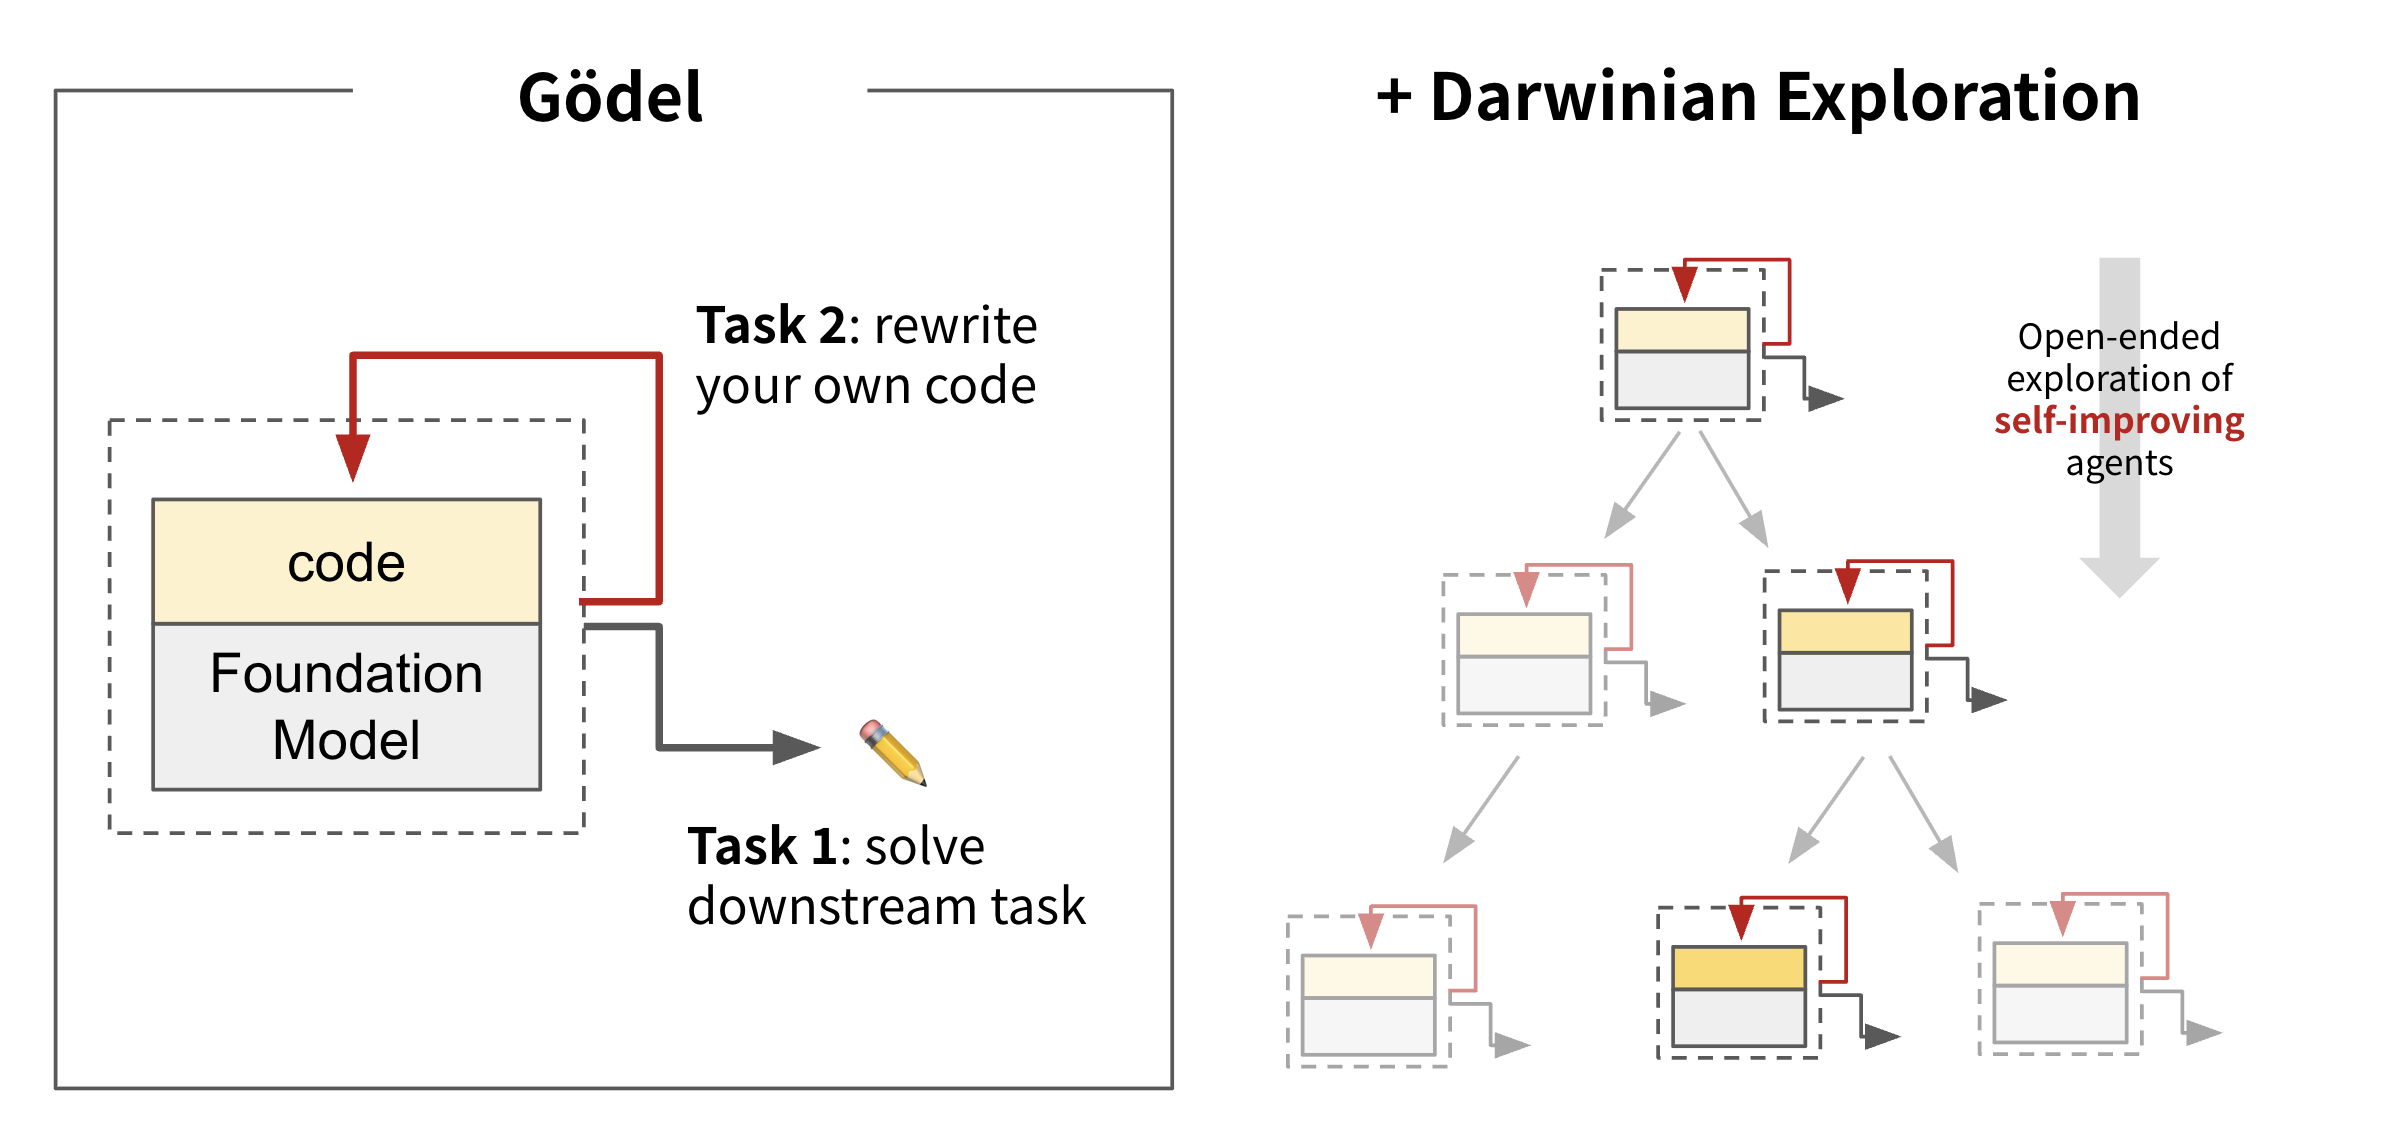 Gödel
Task 2: rewrite
your own code
code
Foundation
Model
Task 1: solve
downstream task
+ Darwinian Exploration
Open-ended
exploration of
self-improving
agents